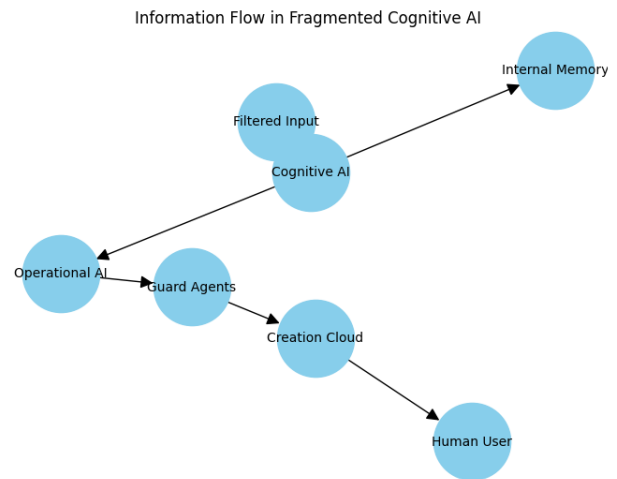 Information Flow in Fragmented Cognitive AI
Internal Memory
Filtered Input
Cognitive AI
Operational AI
Guard Agents
Creation Cloud
Human User